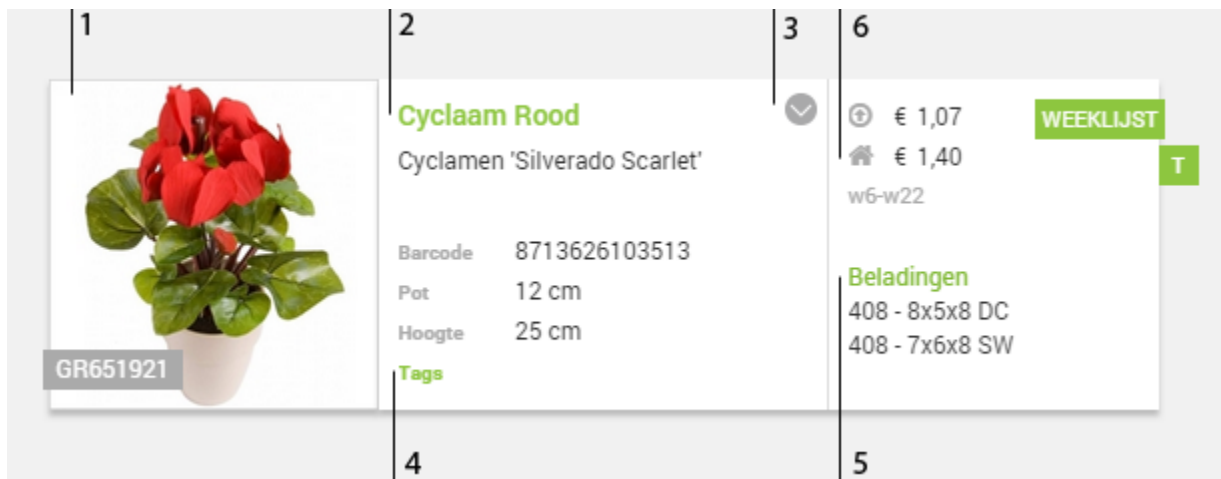 1
2
3
6
Cyclaam Rood
Cyclamen 'Silverado Scarlet'
Barcode 8713626103513
Pot 12 cm
Hoogte 25 cm
Tags
GR651921
€ 1,07
WEEKLIJST
€ 1,40
T
w6-w22
Beladingen
408 - 8x5x8 DC
408 - 7x6x8 SW
4
5